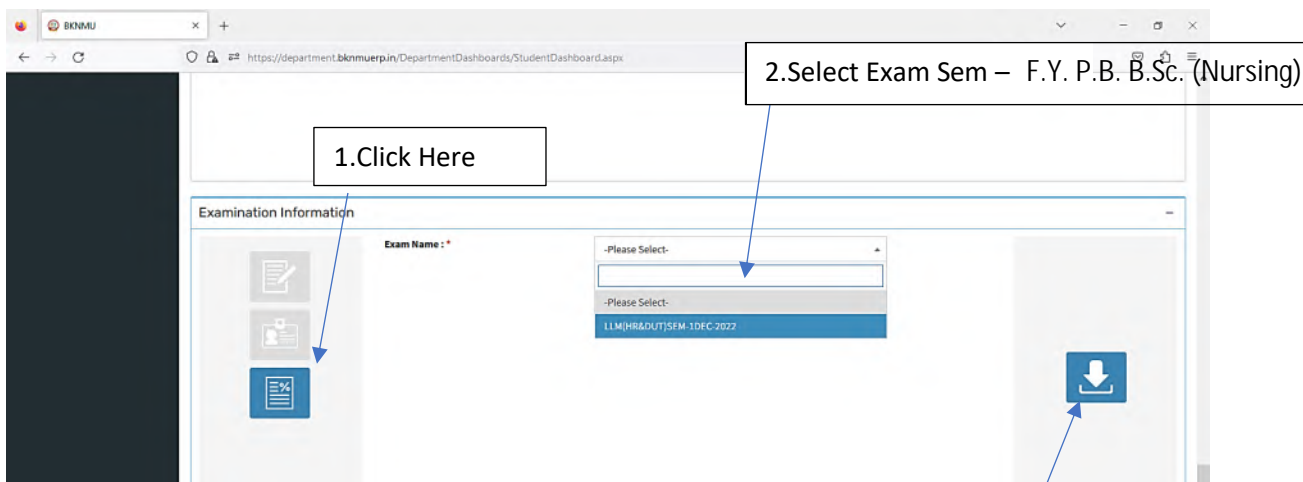 BKNMU
https://department.bknmuerp.in/DepartmentDashboards/StudentDashboard.aspx
2.Select Exam Sem – F.Y. P.B. B.Sc. (Nursing)
1.Click Here
Examination Information
Exam Name : *
-Please Select-
-Please Select-
LLM(HR&DUT)SEM-1DEC-2022